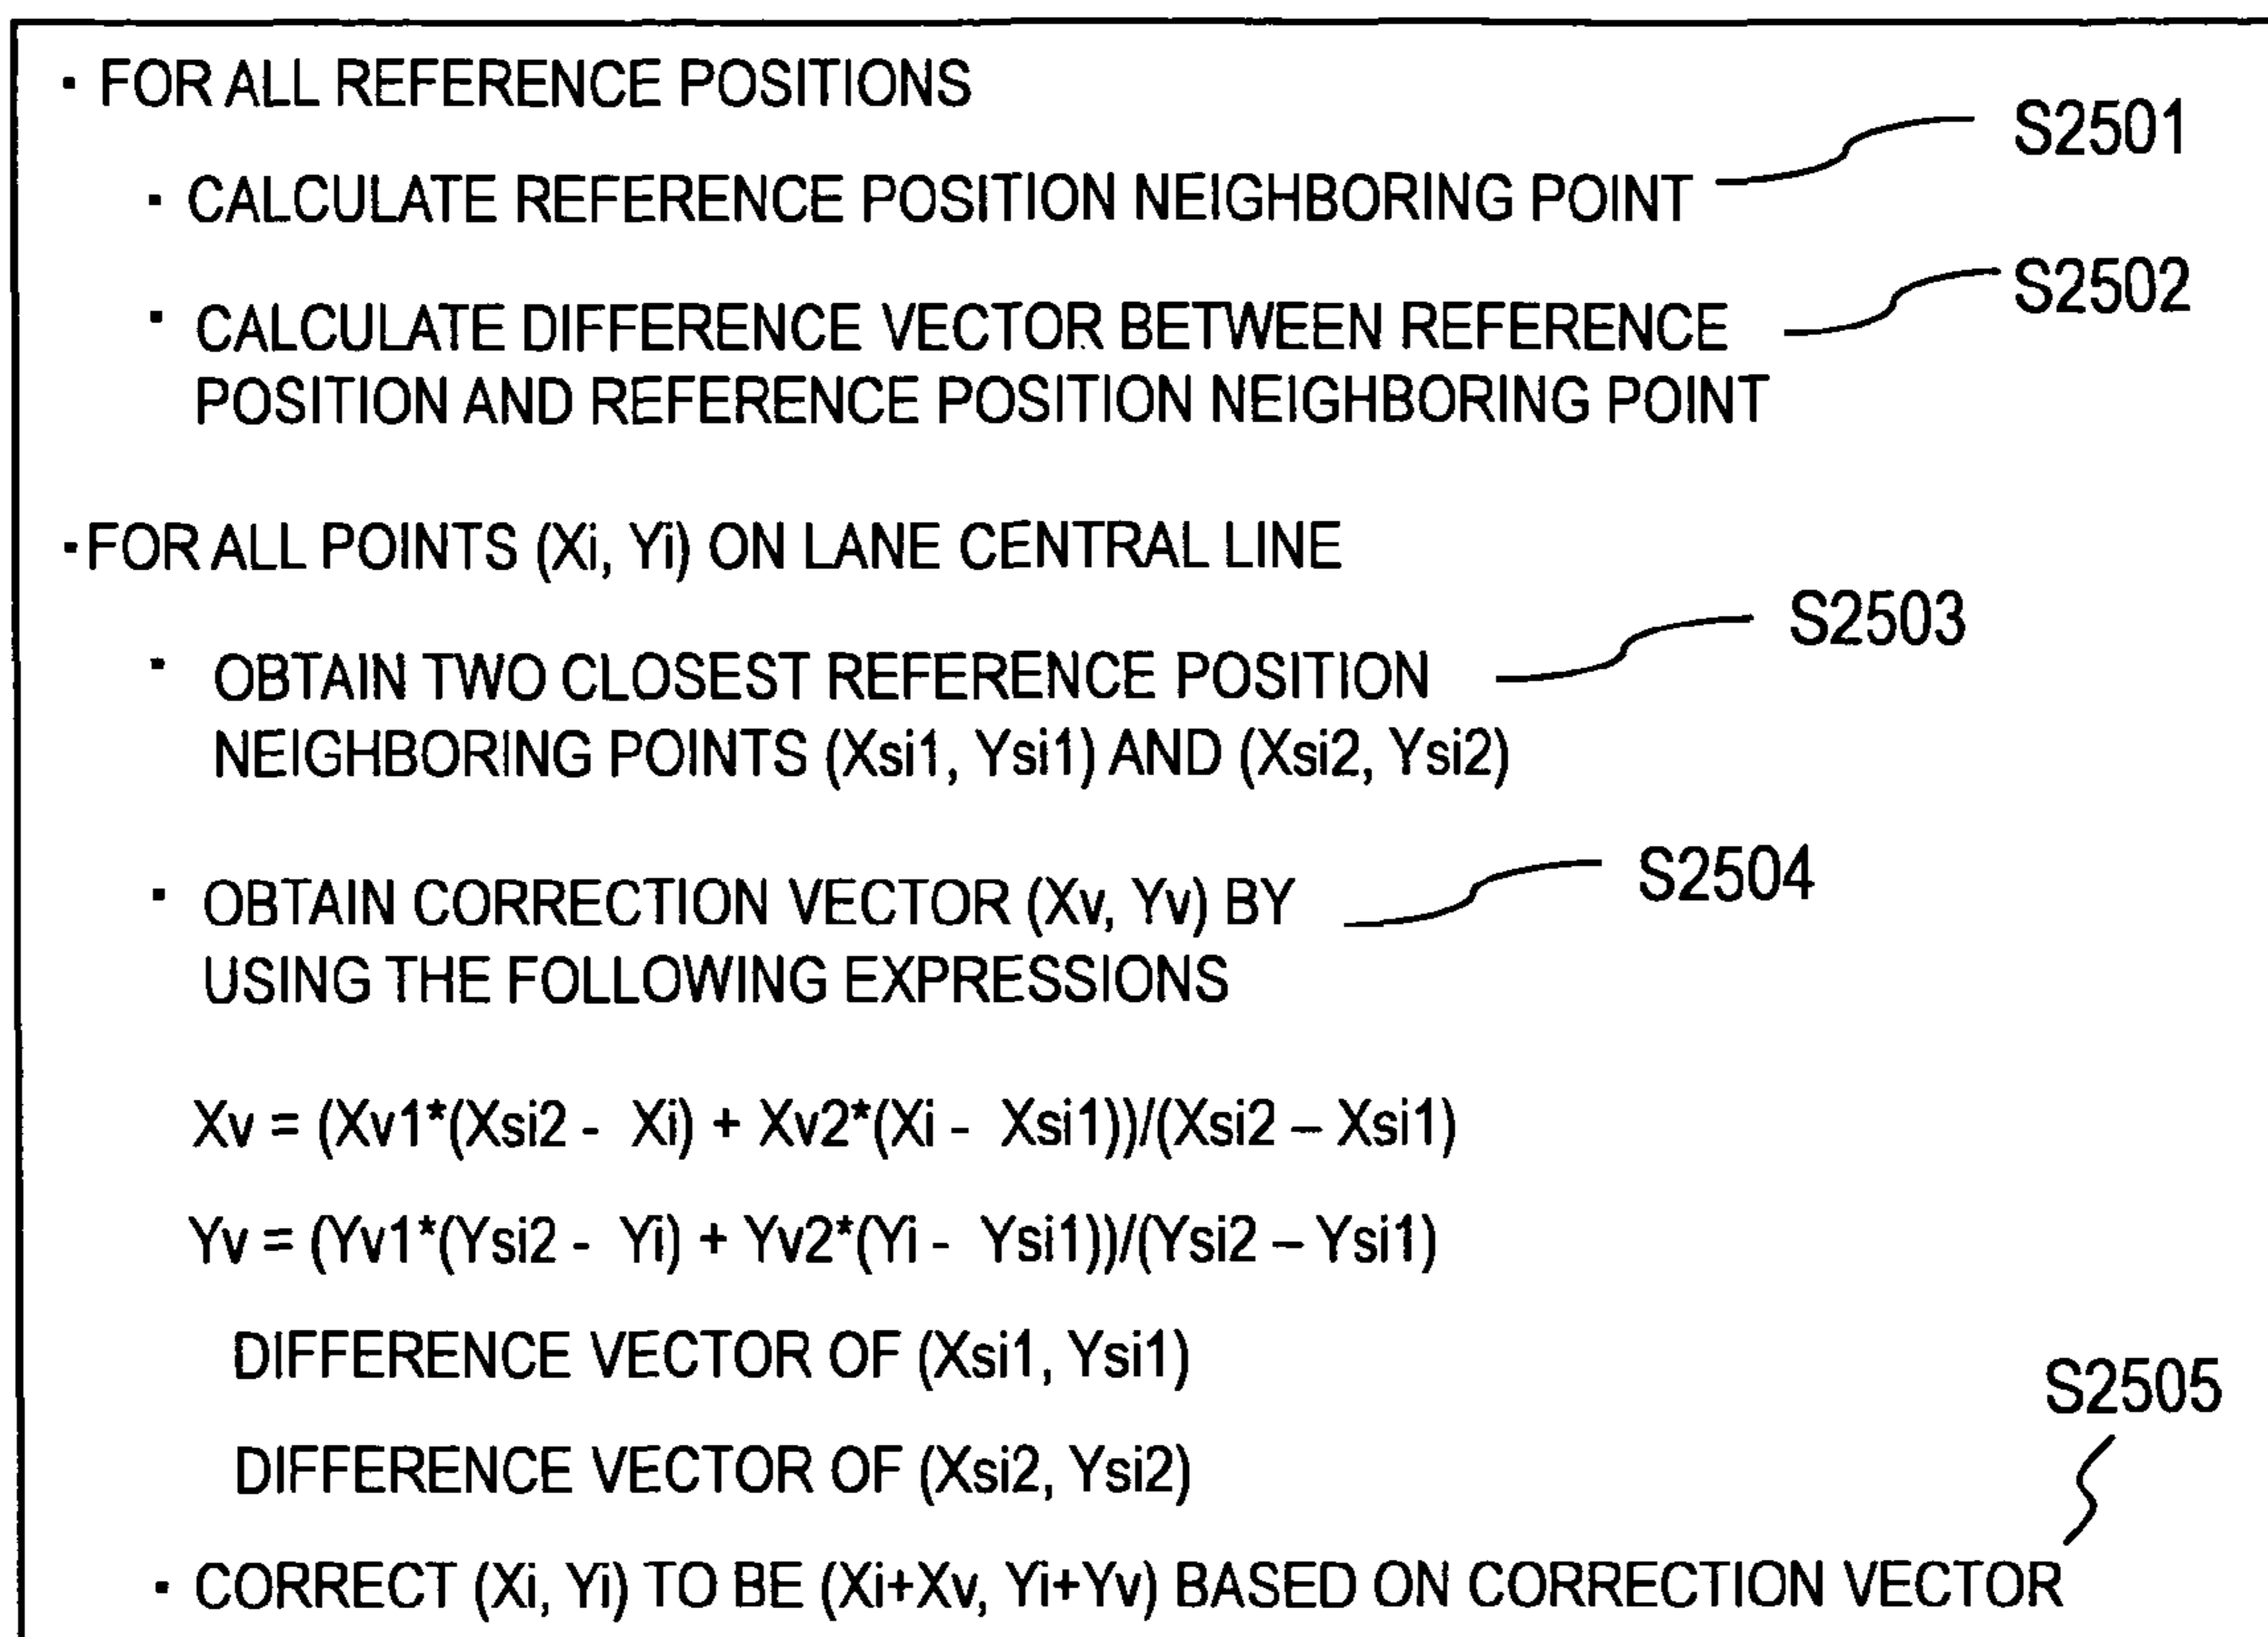 · FOR ALL REFERENCE POSITIONS
S2501
· CALCULATE REFERENCE POSITION NEIGHBORING POINT
S2502
· CALCULATE DIFFERENCE VECTOR BETWEEN REFERENCE
POSITION AND REFERENCE POSITION NEIGHBORING POINT
· FOR ALL POINTS (Xi, Yi) ON LANE CENTRAL LINE
S2503
· OBTAIN TWO CLOSEST REFERENCE POSITION
NEIGHBORING POINTS (Xsi1, Ysi1) AND (Xsi2, Ysi2)
S2504
· OBTAIN CORRECTION VECTOR (Xv, Yv) BY
USING THE FOLLOWING EXPRESSIONS
Xv = (Xv1*(Xsi2 - Xi) + Xv2*(Xi - Xsi1))/(Xsi2 – Xsi1)
Yv = (Yv1*(Ysi2 - Yi) + Yv2*(Yi - Ysi1))/(Ysi2 – Ysi1)
DIFFERENCE VECTOR OF (Xsi1, Ysi1)
DIFFERENCE VECTOR OF (Xsi2, Ysi2)
S2505
· CORRECT (Xi, Yi) TO BE (Xi+Xv, Yi+Yv) BASED ON CORRECTION VECTOR